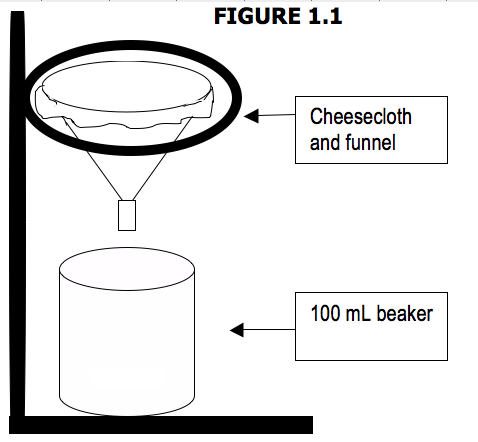 FIGURE 1.1
Cheesecloth
and funnel
100 mL beaker